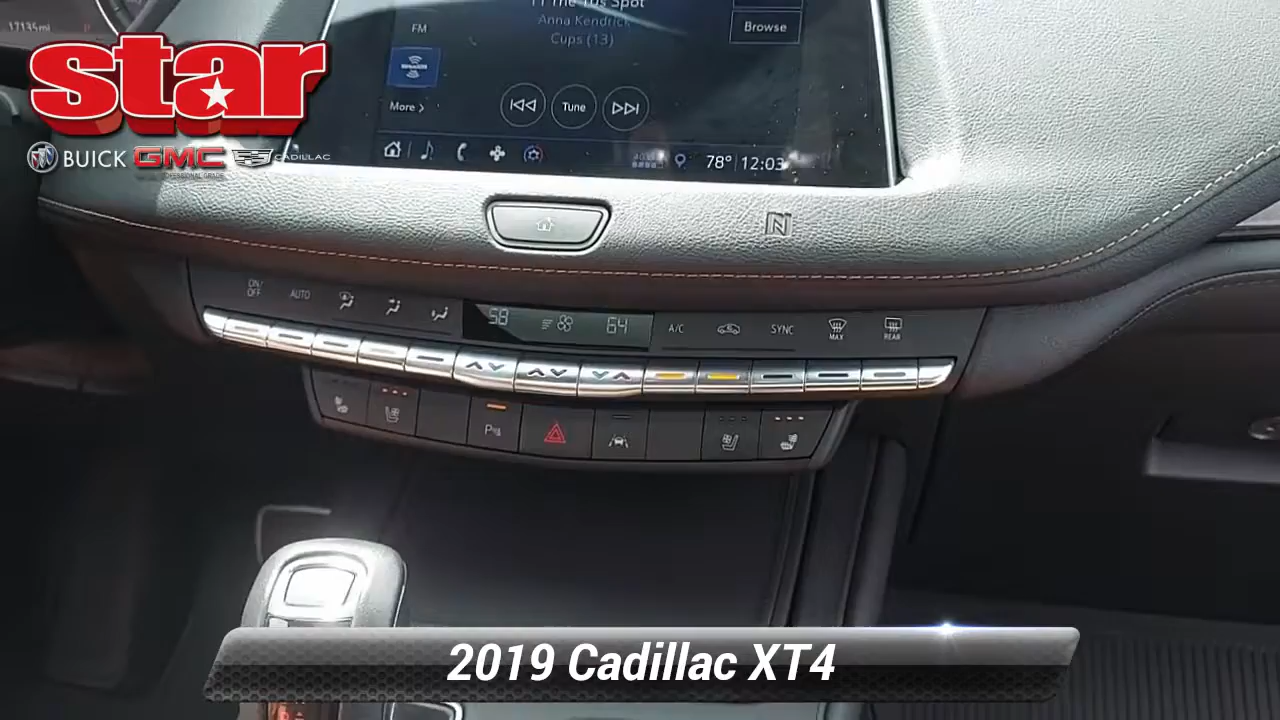 17135mi
P
star
BUICK GMC CADILLAC
FM
Anna Kendrick
Cups (13)
Browse
More >
Tune
78° 12:03
N
ON/
OFF
AUTO
58
64
A/C
SYNC
MAX
REAR
P
2019 Cadillac XT4